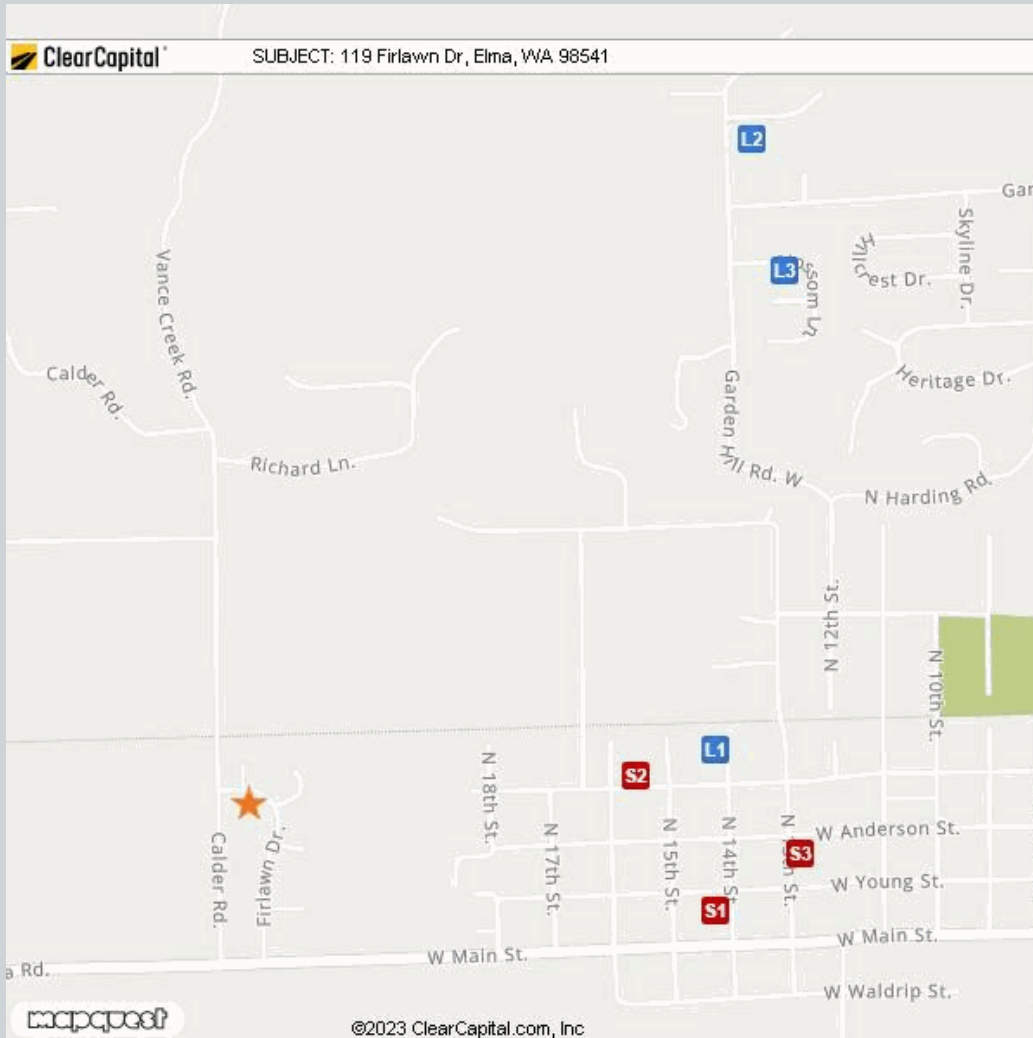 ClearCapital
SUBJECT: 119 Firlawn Dr, Elma, WA 98541
L2
Gar
Skyline Dr.
Hillcrest Dr.
L3
ossom Ln
Vance Creek Rd.
Calder Rd.
Heritage Dr.
Garden Hill Rd. W
Richard Ln.
N Harding Rd.
N 12th St.
N 10th St.
L1
S2
N 18th St.
N 17th St.
N 15th St.
N 14th St.
W Anderson St.
S3
Calder Rd.
Firlawn Dr.
W Young St.
S1
W Main St.
W Main St.
a Rd.
W Waldrip St.
mapquest
©2023 ClearCapital.com, Inc